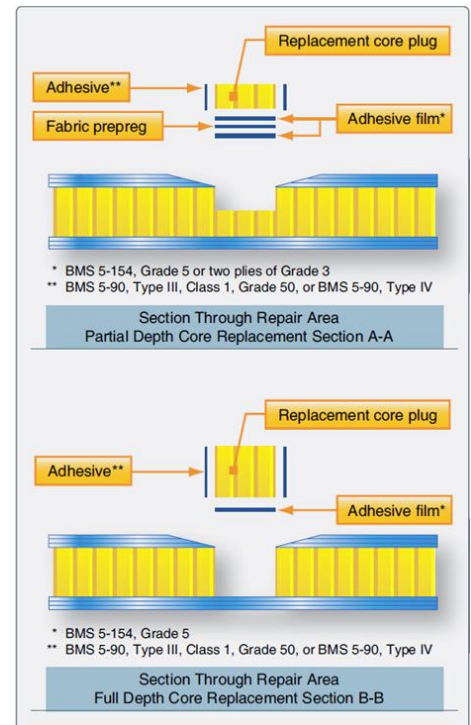 Replacement core plug
Adhesive**
Fabric prepreg
Adhesive film*
* BMS 5-154, Grade 5 or two plies of Grade 3
** BMS 5-90, Type III, Class 1, Grade 50, or BMS 5-90, Type IV
Section Through Repair Area
Partial Depth Core Replacement Section A-A
Replacement core plug
Adhesive**
Adhesive film*
* BMS 5-154, Grade 5
** BMS 5-90, Type III, Class 1, Grade 50, or BMS 5-90, Type IV
Section Through Repair Area
Full Depth Core Replacement Section B-B